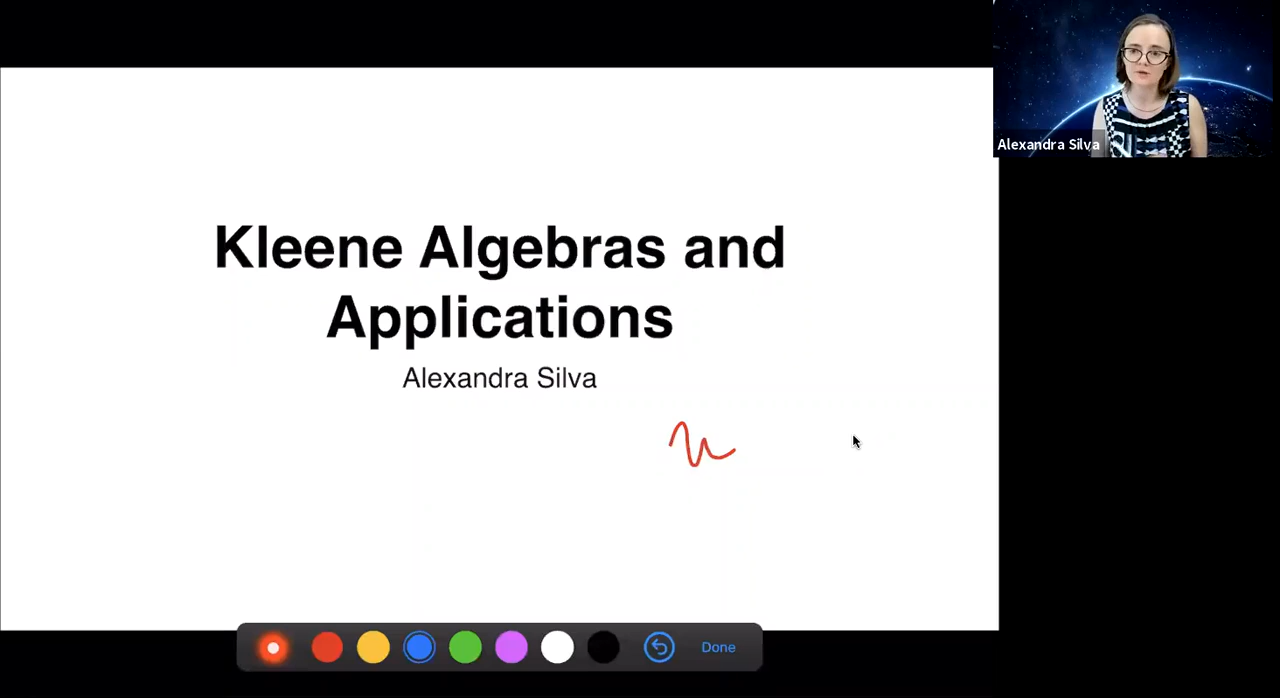 Kleene Algebras and
Applications
Alexandra Silva
Alexandra Silva
Done